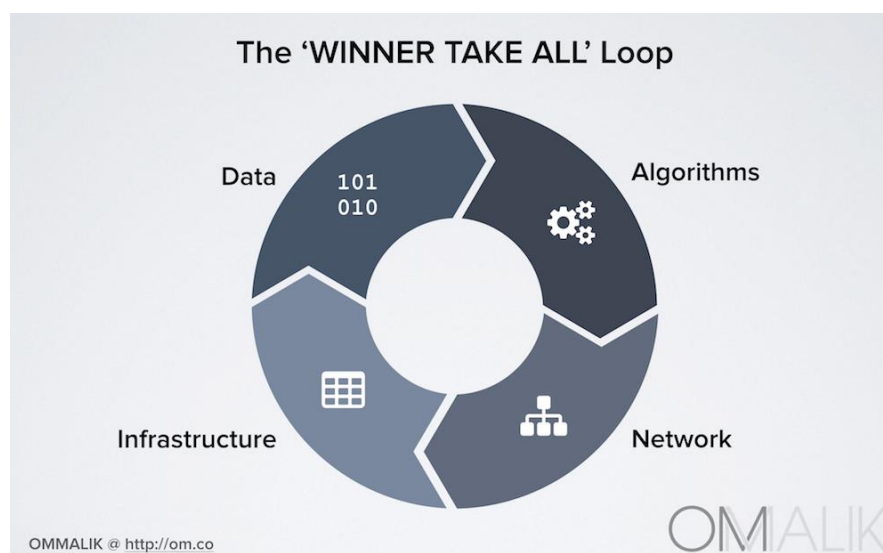 The ‘WINNER TAKE ALL’ Loop
Data
101
010
Algorithms
Infrastructure
Network
OMMALIK @ http://om.co
OMMALIK